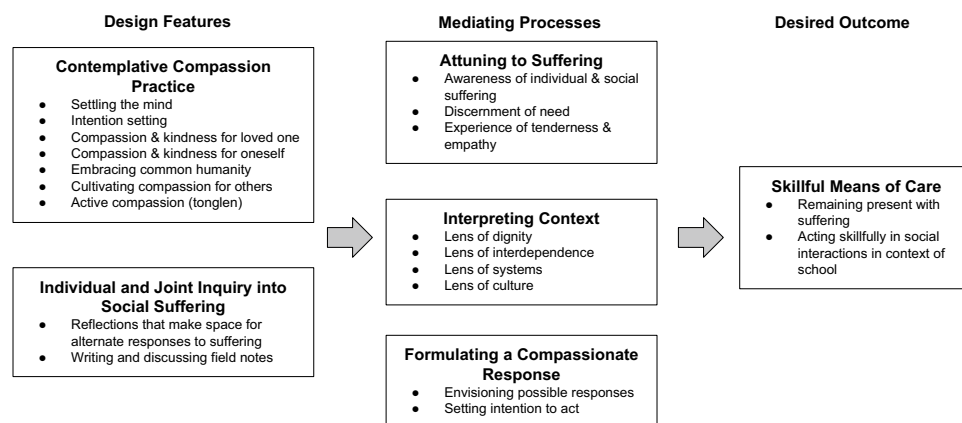 Design Features
Contemplative Compassion
Practice
● Settling the mind
● Intention setting
● Compassion & kindness for loved one
● Compassion & kindness for oneself
● Embracing common humanity
● Cultivating compassion for others
● Active compassion (tonglen)
Individual and Joint Inquiry into
Social Suffering
● Reflections that make space for
alternate responses to suffering
● Writing and discussing field notes
Mediating Processes
Attuning to Suffering
● Awareness of individual & social
suffering
● Discernment of need
● Experience of tenderness &
empathy
Interpreting Context
● Lens of dignity
● Lens of interdependence
● Lens of systems
● Lens of culture
Formulating a Compassionate
Response
● Envisioning possible responses
● Setting intention to act
Desired Outcome
Skillful Means of Care
● Remaining present with
suffering
● Acting skillfully in social
interactions in context of
school